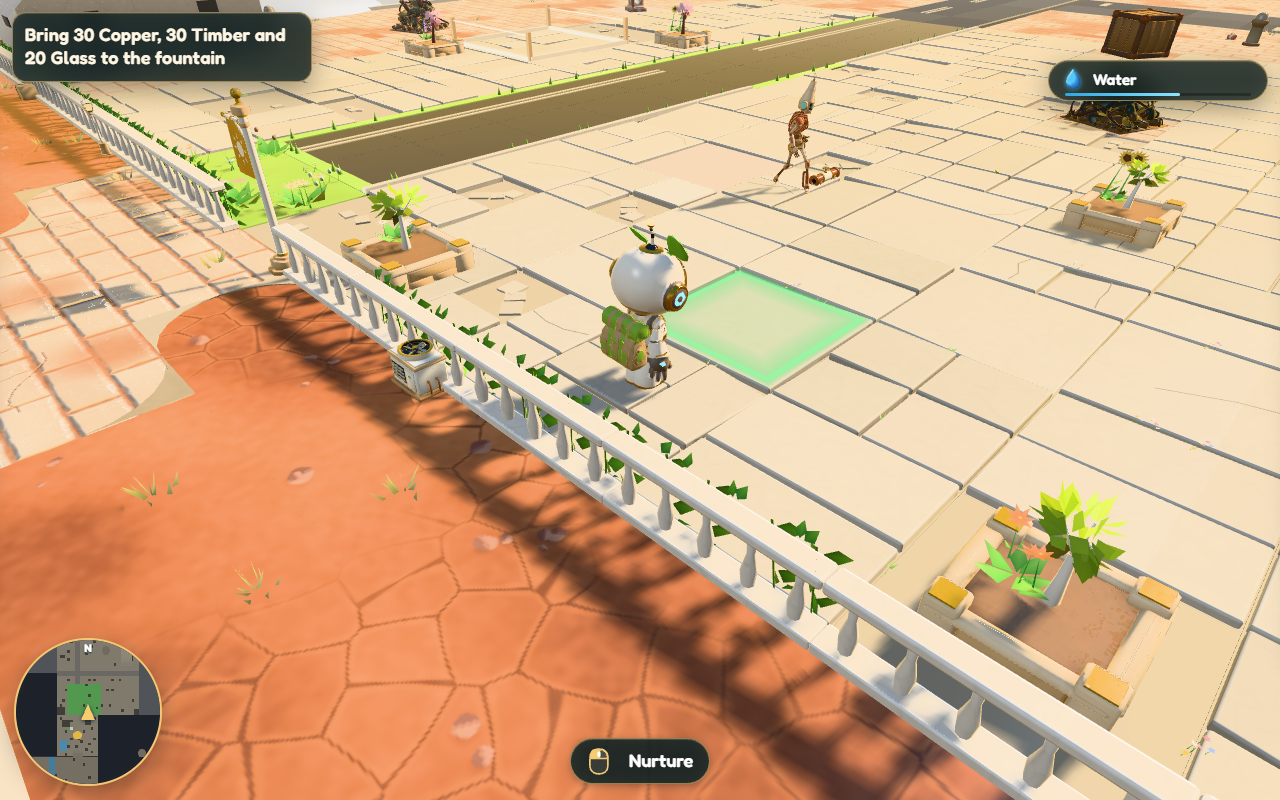 Bring 30 Copper, 30 Timber and
20 Glass to the fountain
Water
N
Nurture